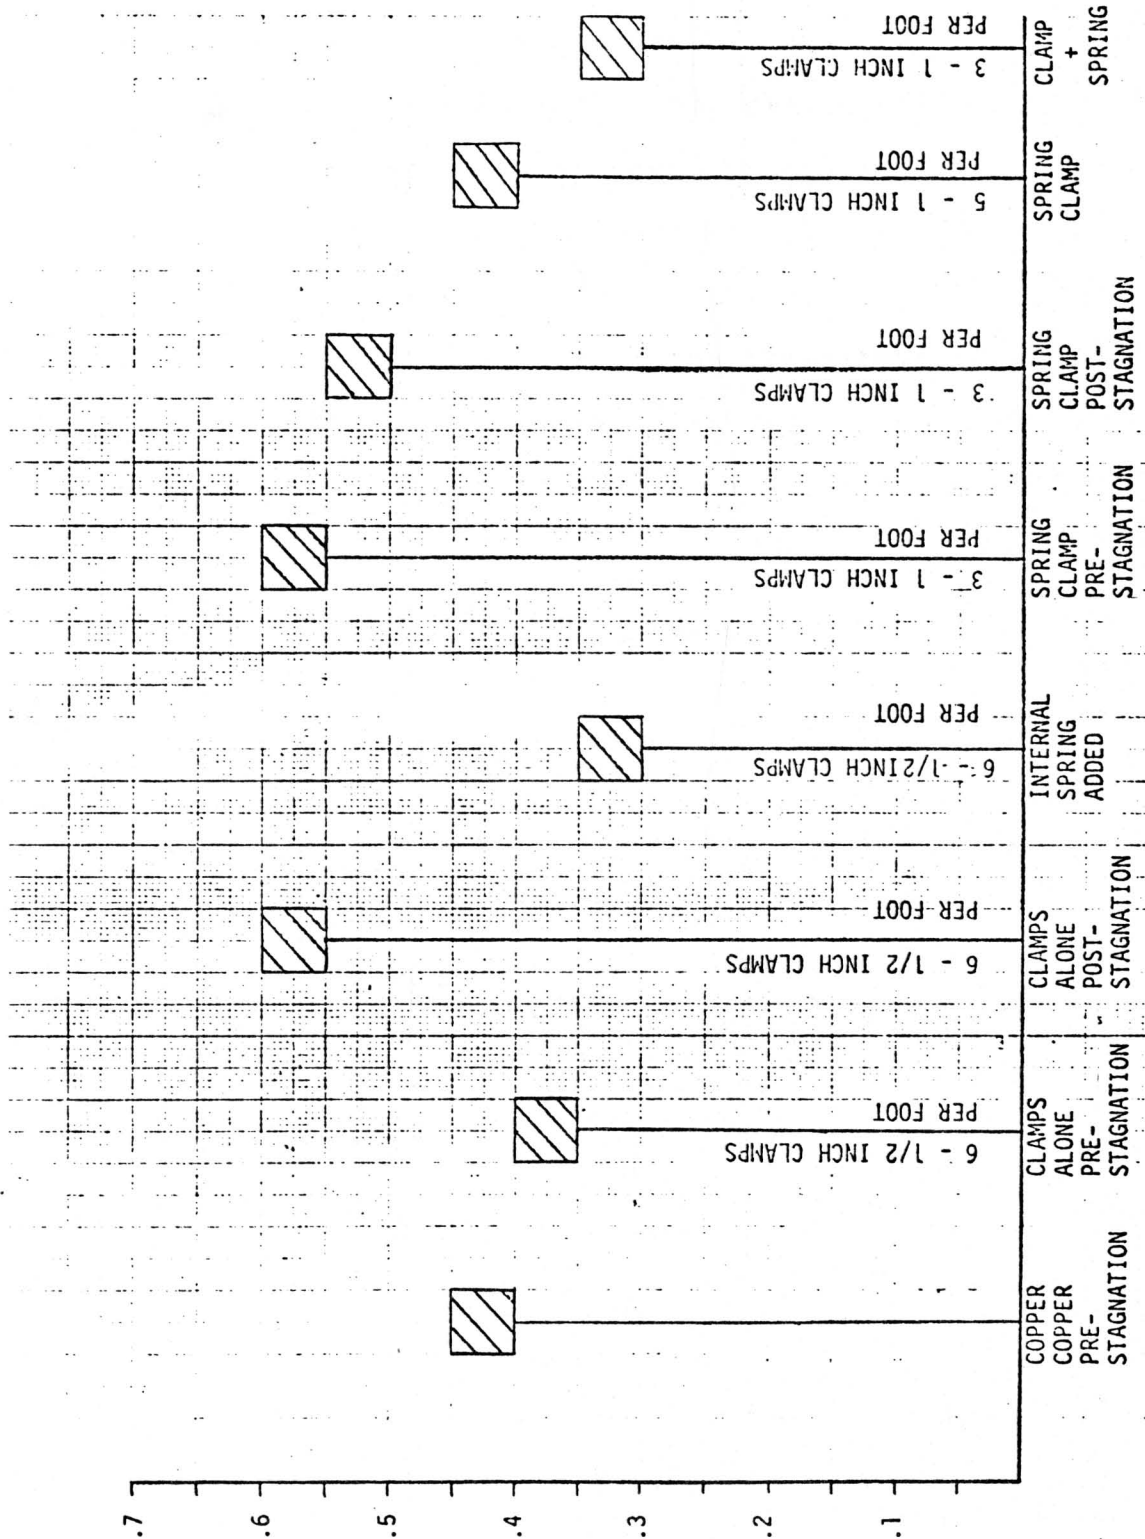 .7
.6
.5
.4
.3
.2
.1
COPPER
COPPER
PRE-
STAGNATION
6 - 1/2 INCH CLAMPS
PER FOOT
CLAMPS
ALONE
PRE-
STAGNATION
6 - 1/2 INCH CLAMPS
PER FOOT
CLAMPS
ALONE
POST-
STAGNATION
6 - 1/2 INCH CLAMPS
PER FOOT
INTERNAL
SPRING
ADDED
3 - 1 INCH CLAMPS
PER FOOT
SPRING
CLAMP
PRE-
STAGNATION
3 - 1 INCH CLAMPS
PER FOOT
SPRING
CLAMP
POST-
STAGNATION
5 - 1 INCH CLAMPS
PER FOOT
SPRING
CLAMP
3 - 1 INCH CLAMPS
PER FOOT
CLAMP
+
SPRING